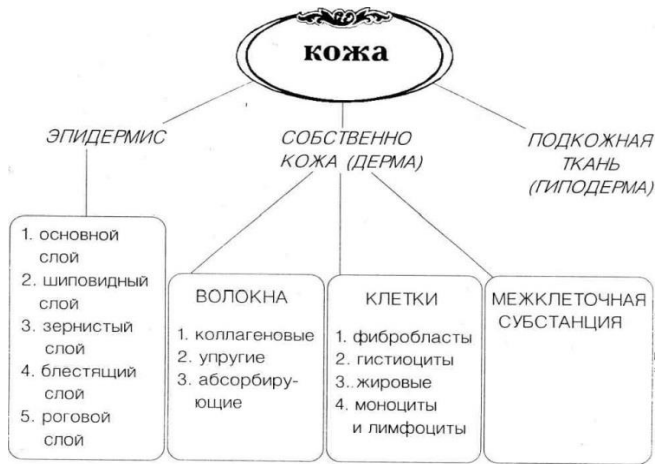 кожа
ЭПИДЕРМИС
СОБСТВЕННО
КОЖА (ДЕРМА)
ПОДКОЖНАЯ
ТКАНЬ
(ГИПОДЕРМА)
1. основной
слой
2. шиповидный
слой
3. зернистый
слой
4. блестящий
слой
5. роговой
слой
ВОЛОКНА
1. коллагеновые
2. упругие
3. абсорбиру-
ющие
КЛЕТКИ
1. фибробласты
2. гистиоциты
3.. жировые
4. моноциты
и лимфоциты
МЕЖКЛЕТОЧНАЯ
СУБСТАНЦИЯ